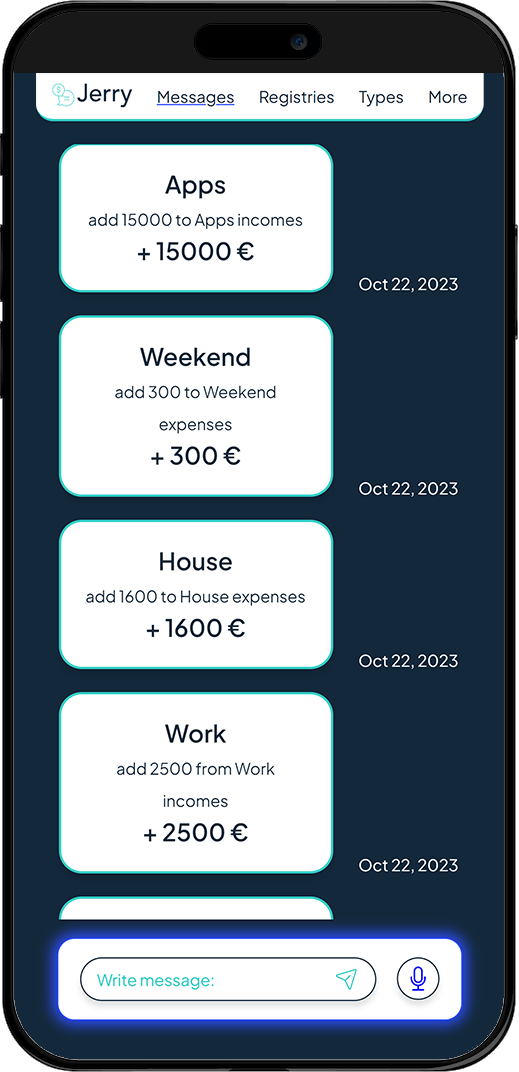 Jerry
Messages
Registries
Types
More
Apps
add 15000 to Apps incomes
+ 15000 €
Oct 22, 2023
Weekend
add 300 to Weekend
expenses
+ 300 €
Oct 22, 2023
House
add 1600 to House expenses
+ 1600 €
Oct 22, 2023
Work
add 2500 from Work
incomes
+ 2500 €
Oct 22, 2023
Write message: